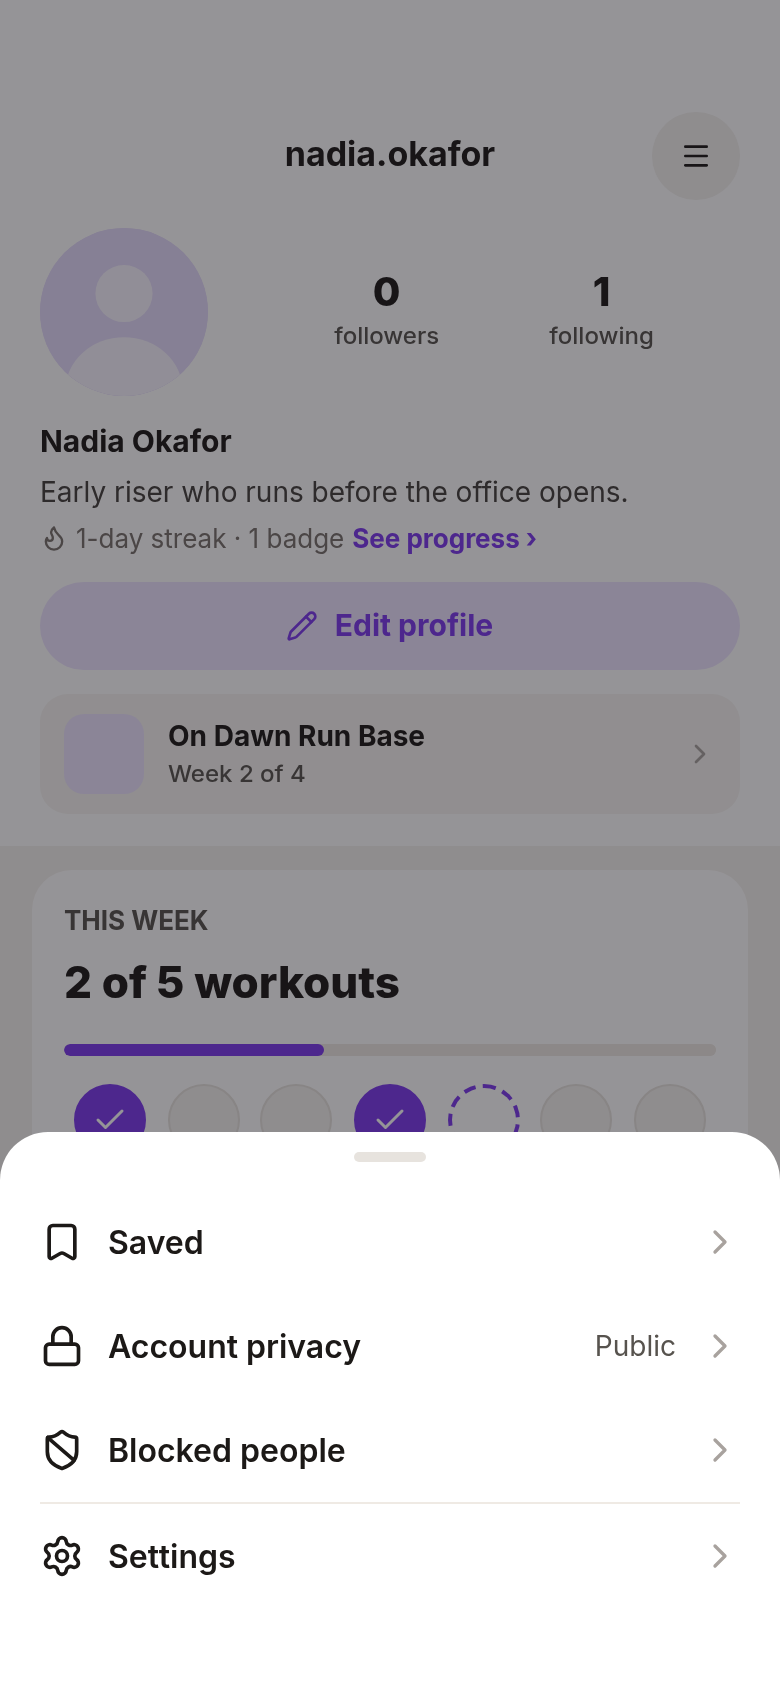 nadia.okafor
0
followers
1
following
Nadia Okafor
Early riser who runs before the office opens.
1-day streak · 1 badge See progress ›
Edit profile
On Dawn Run Base
Week 2 of 4
THIS WEEK
2 of 5 workouts
Saved
Account privacy Public
Blocked people
Settings